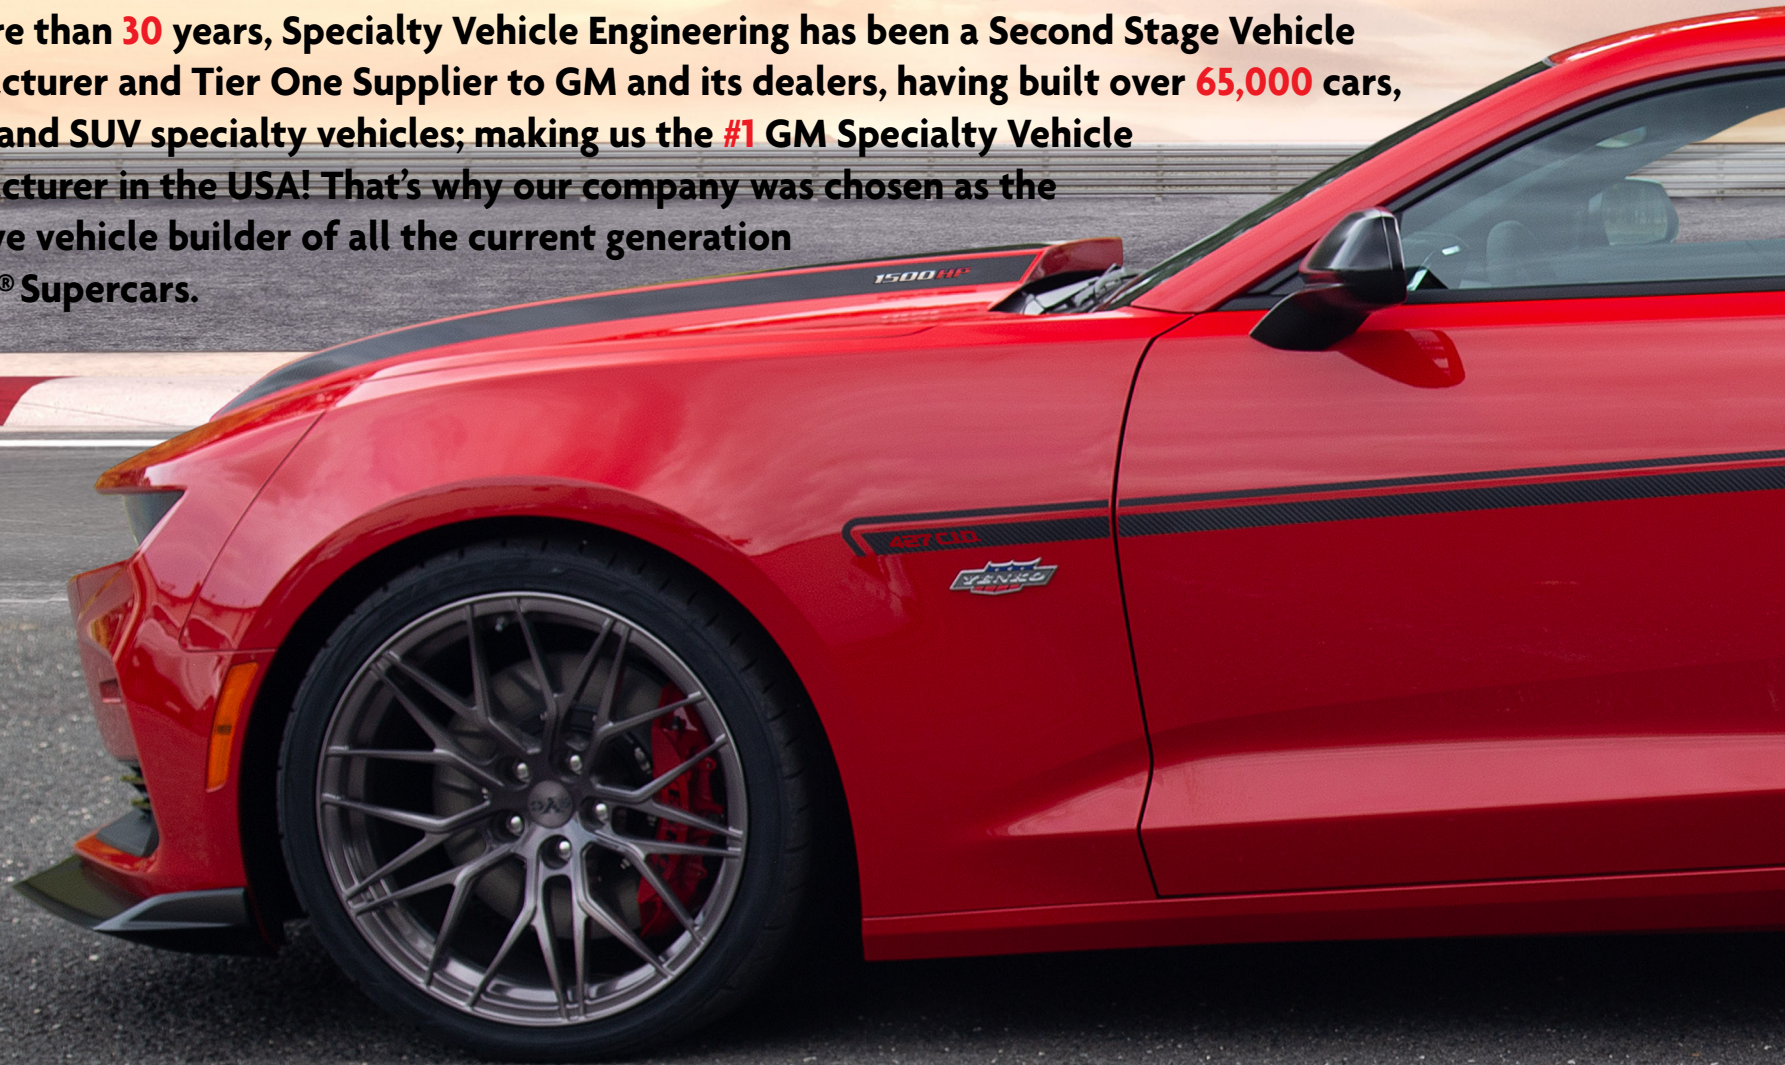 re than 30 years, Specialty Vehicle Engineering has been a Second Stage Vehicle
cturer and Tier One Supplier to GM and its dealers, having built over 65,000 cars,
and SUV specialty vehicles; making us the #1 GM Specialty Vehicle
cturer in the USA! That's why our company was chosen as the
ve vehicle builder of all the current generation
® Supercars.
1500HP
427 CID
YENKO